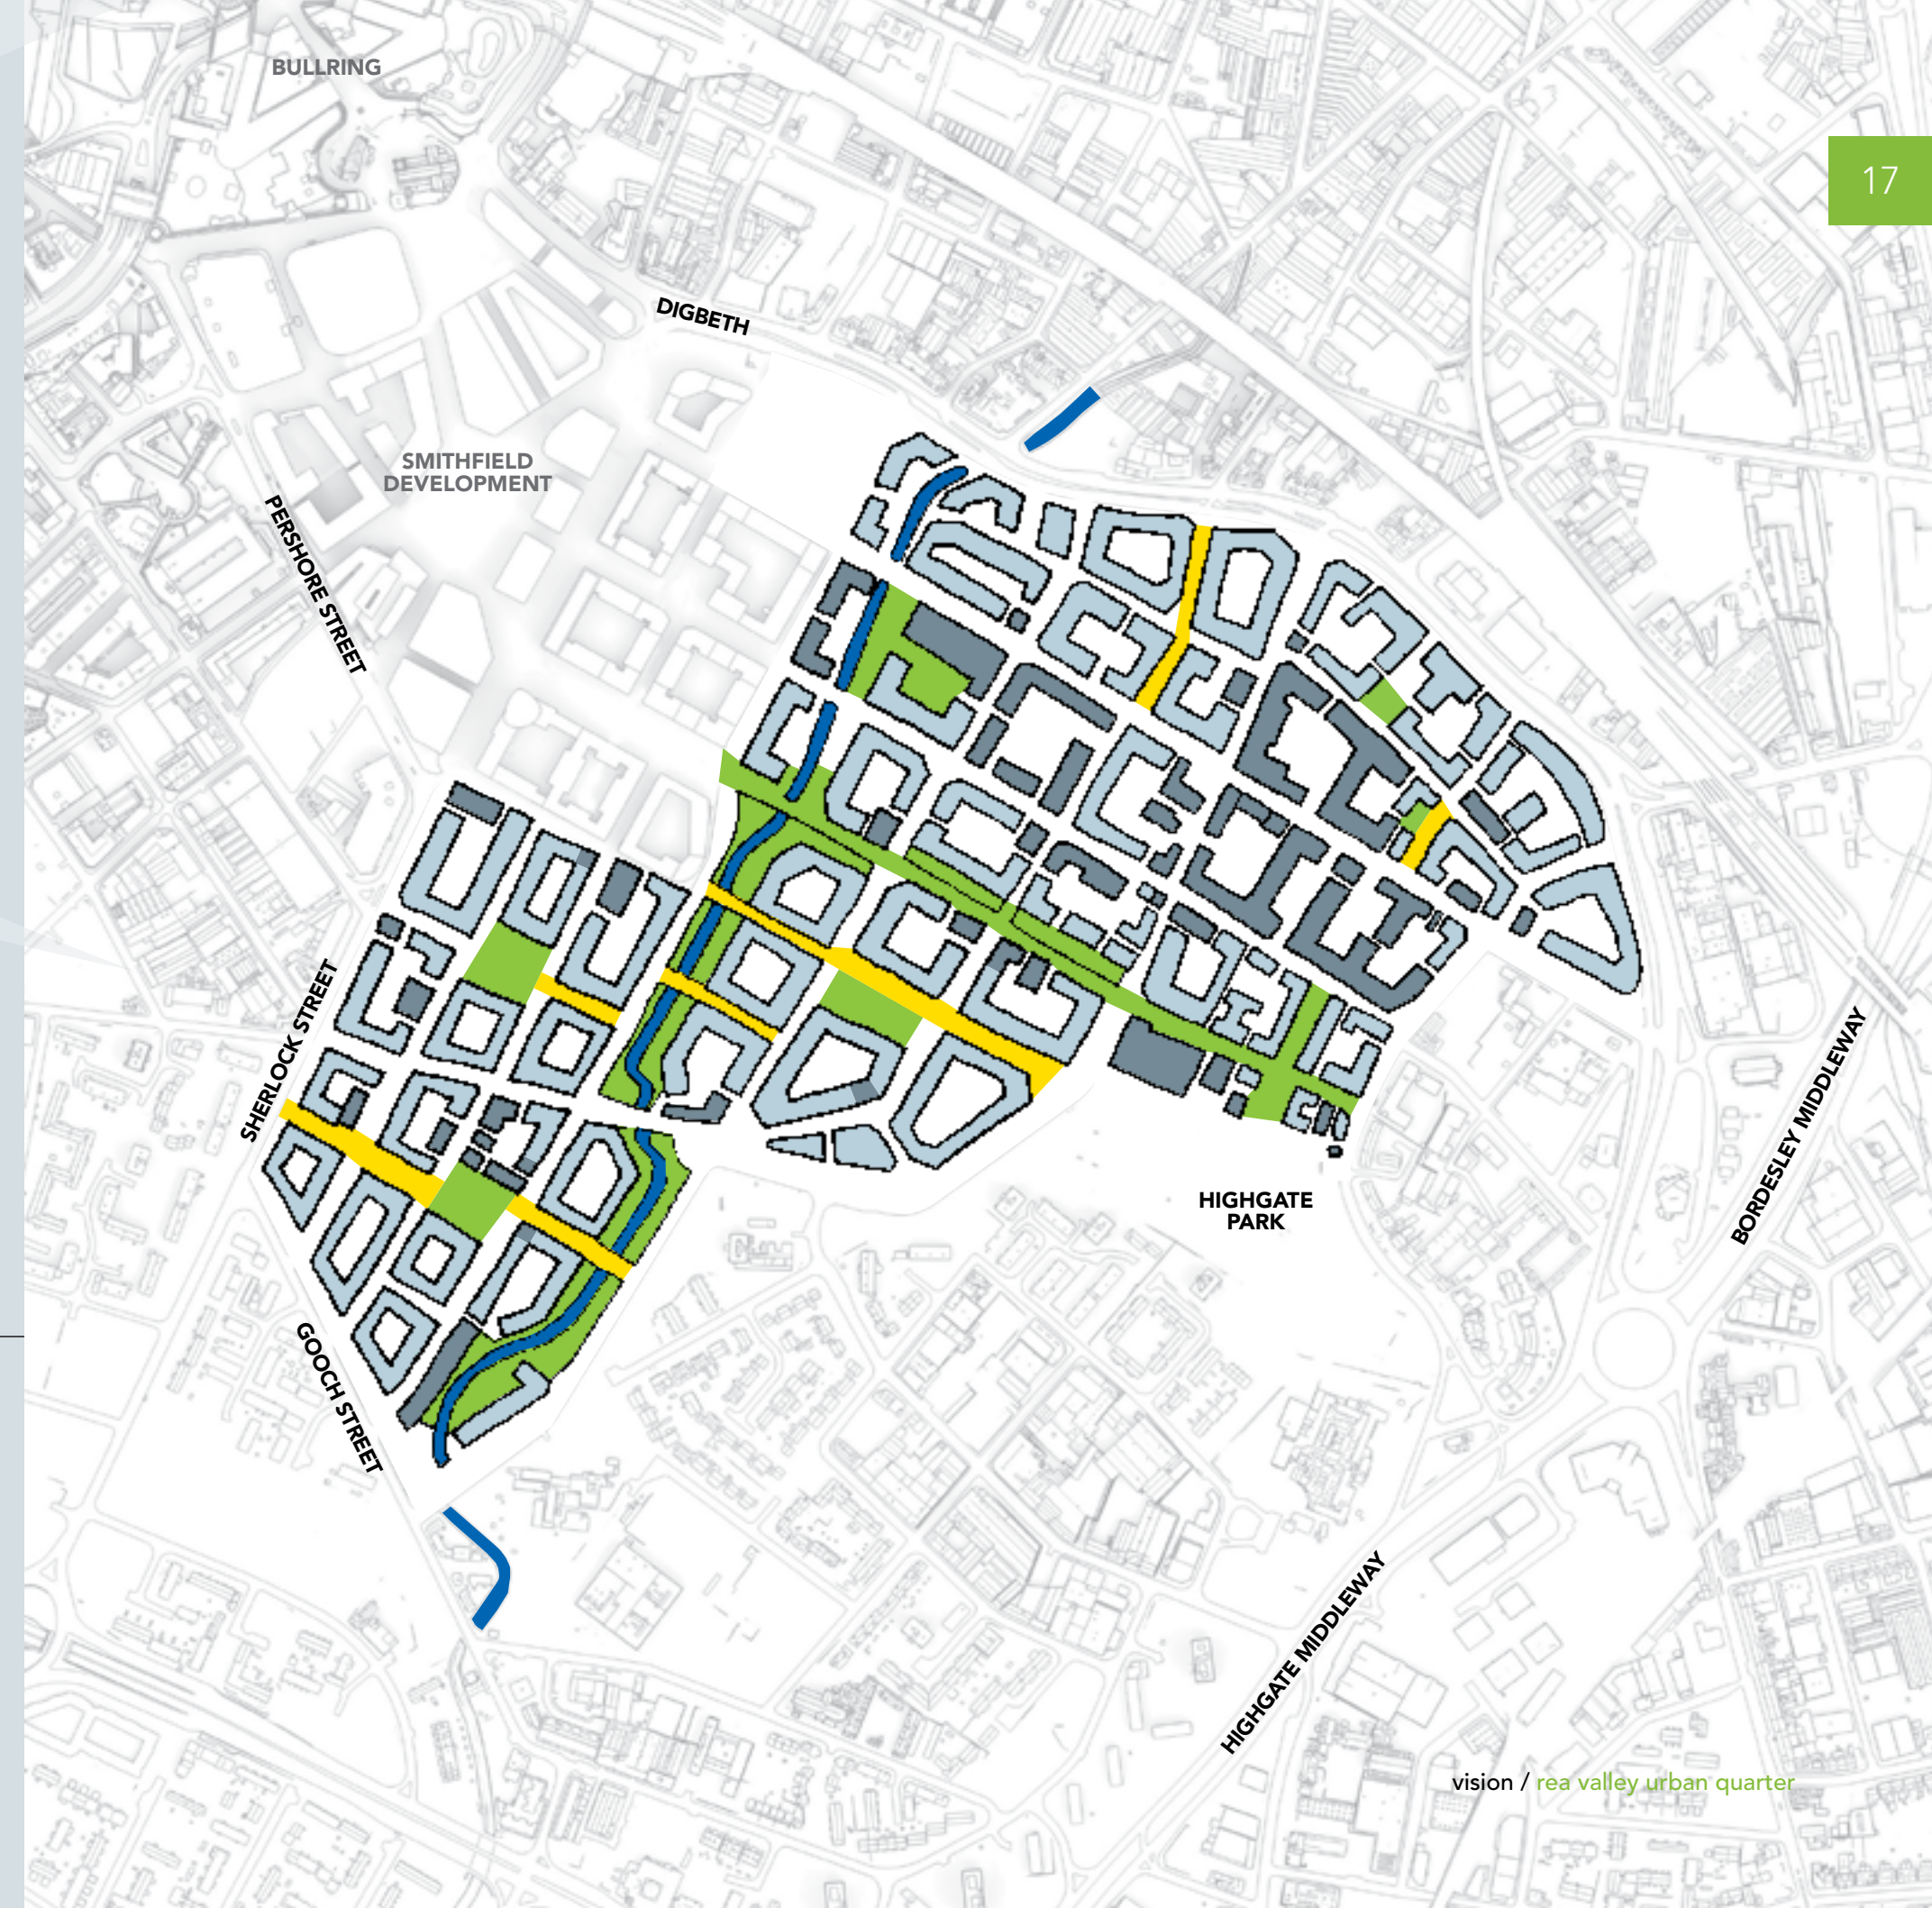 BULLRING
17
DIGBETH
SMITHFIELD
DEVELOPMENT
PERSHORE STREET
SHERLOCK STREET
BORDESLEY MIDDLEWAY
HIGHGATE
PARK
GOOCH STREET
HIGHGATE MIDDLEWAY
vision / rea valley urban quarter